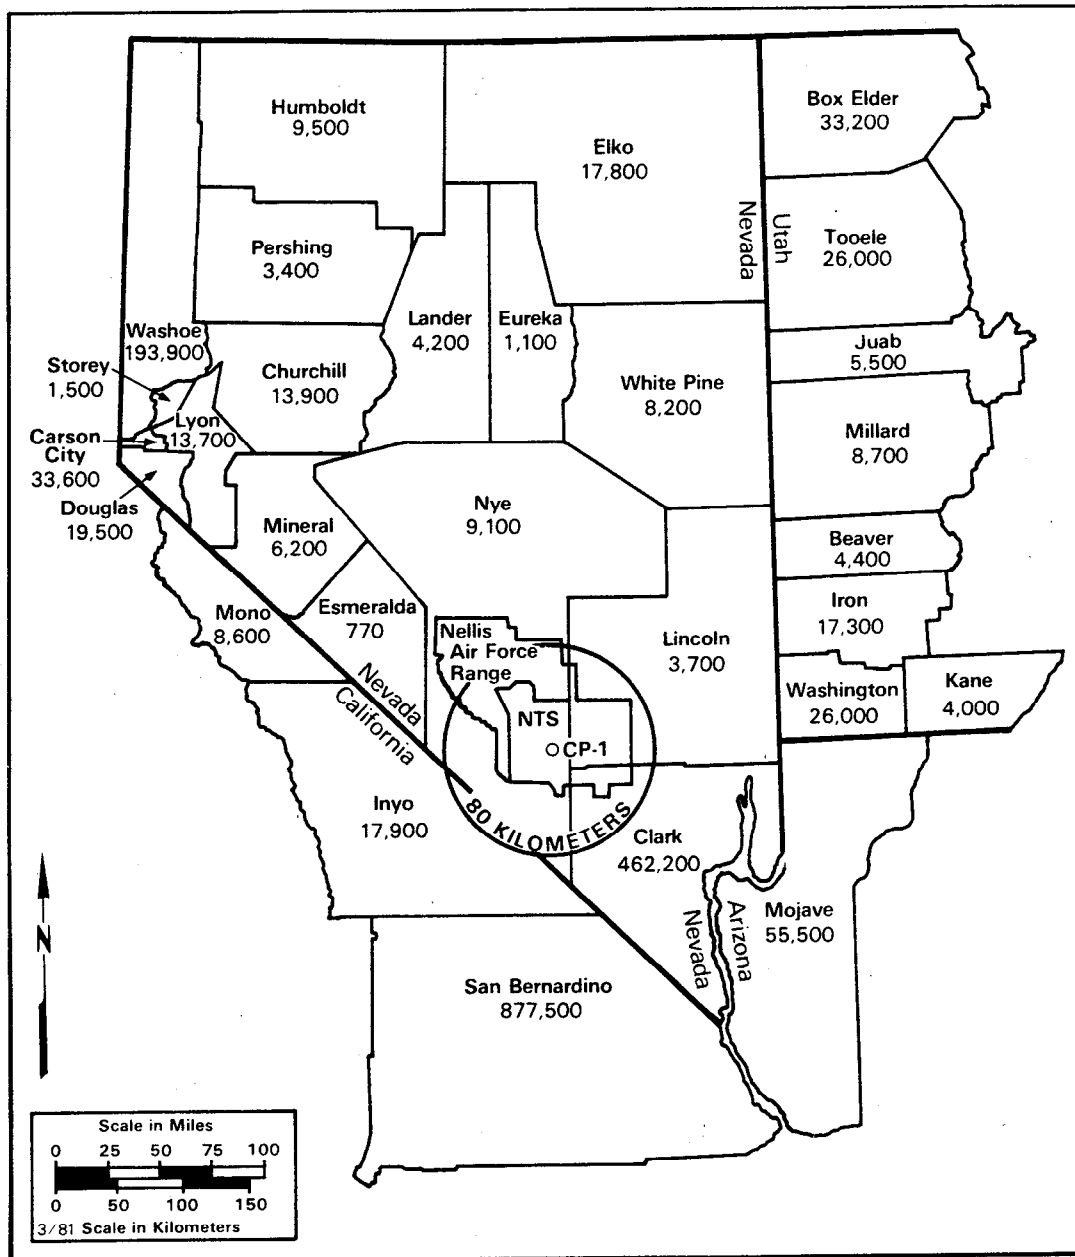 Humboldt
9,500
Elko
17,800
Box Elder
33,200
Nevada
Utah
Tooele
26,000
Pershing
3,400
Washoe
193,900
Lander
4,200
Eureka
1,100
Juab
5,500
Storey
1,500
Churchill
13,900
White Pine
8,200
Lyon
13,700
Carson
City
33,600
Millard
8,700
Douglas
19,500
Nye
9,100
Mineral
6,200
Beaver
4,400
Mono
8,600
Esmeralda
770
Iron
17,300
Nellis
Air Force
Range
Lincoln
3,700
Washington
26,000
Kane
4,000
Nevada
California
NTS
CP-1
Inyo
17,900
80 KILOMETERS
Clark
462,200
Nevada
Arizona
Mojave
55,500
N
San Bernardino
877,500
Scale in Miles
0 25 50 75 100
0 50 100 150
3/81 Scale in Kilometers